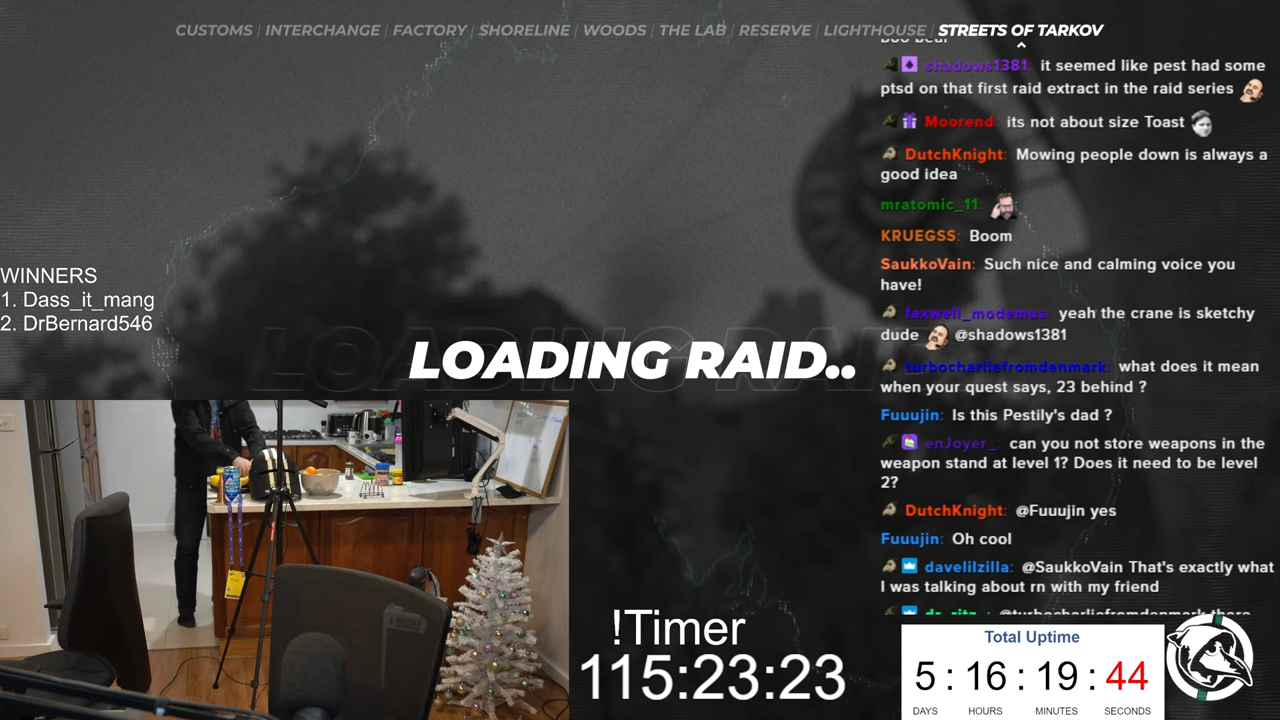 CUSTOMS / INTERCHANGE / FACTORY / SHORELINE / WOODS / THE LAB / RESERVE / LIGHTHOUSE / STREETS OF TARKOV
shadows1381 it seemed like pest had some
ptsd on that first raid extract in the raid series
Moorend: its not about size Toast
DutchKnight: Mowing people down is always a
good idea
mratomic_11:
KRUEGSS: Boom
SaukkoVain: Such nice and calming voice you
have!
faxwell_modemus: yeah the crane is sketchy
dude @shadows1381
turbocharliefromdenmark: what does it mean
when your quest says, 23 behind ?
Fuuujin: Is this Pestily's dad ?
enJoyer_: can you not store weapons in the
weapon stand at level 1? Does it need to be level
2?
DutchKnight: @Fuuujin yes
Fuuujin: Oh cool
davelilzilla: @SaukkoVain That's exactly what
I was talking about rn with my friend
WINNERS
1. Dass_it_mang
2. DrBernard546
LOADING RAID..
!Timer
115:23:23
Total Uptime
5 : 16 : 19 : 44
DAYS HOURS MINUTES SECONDS